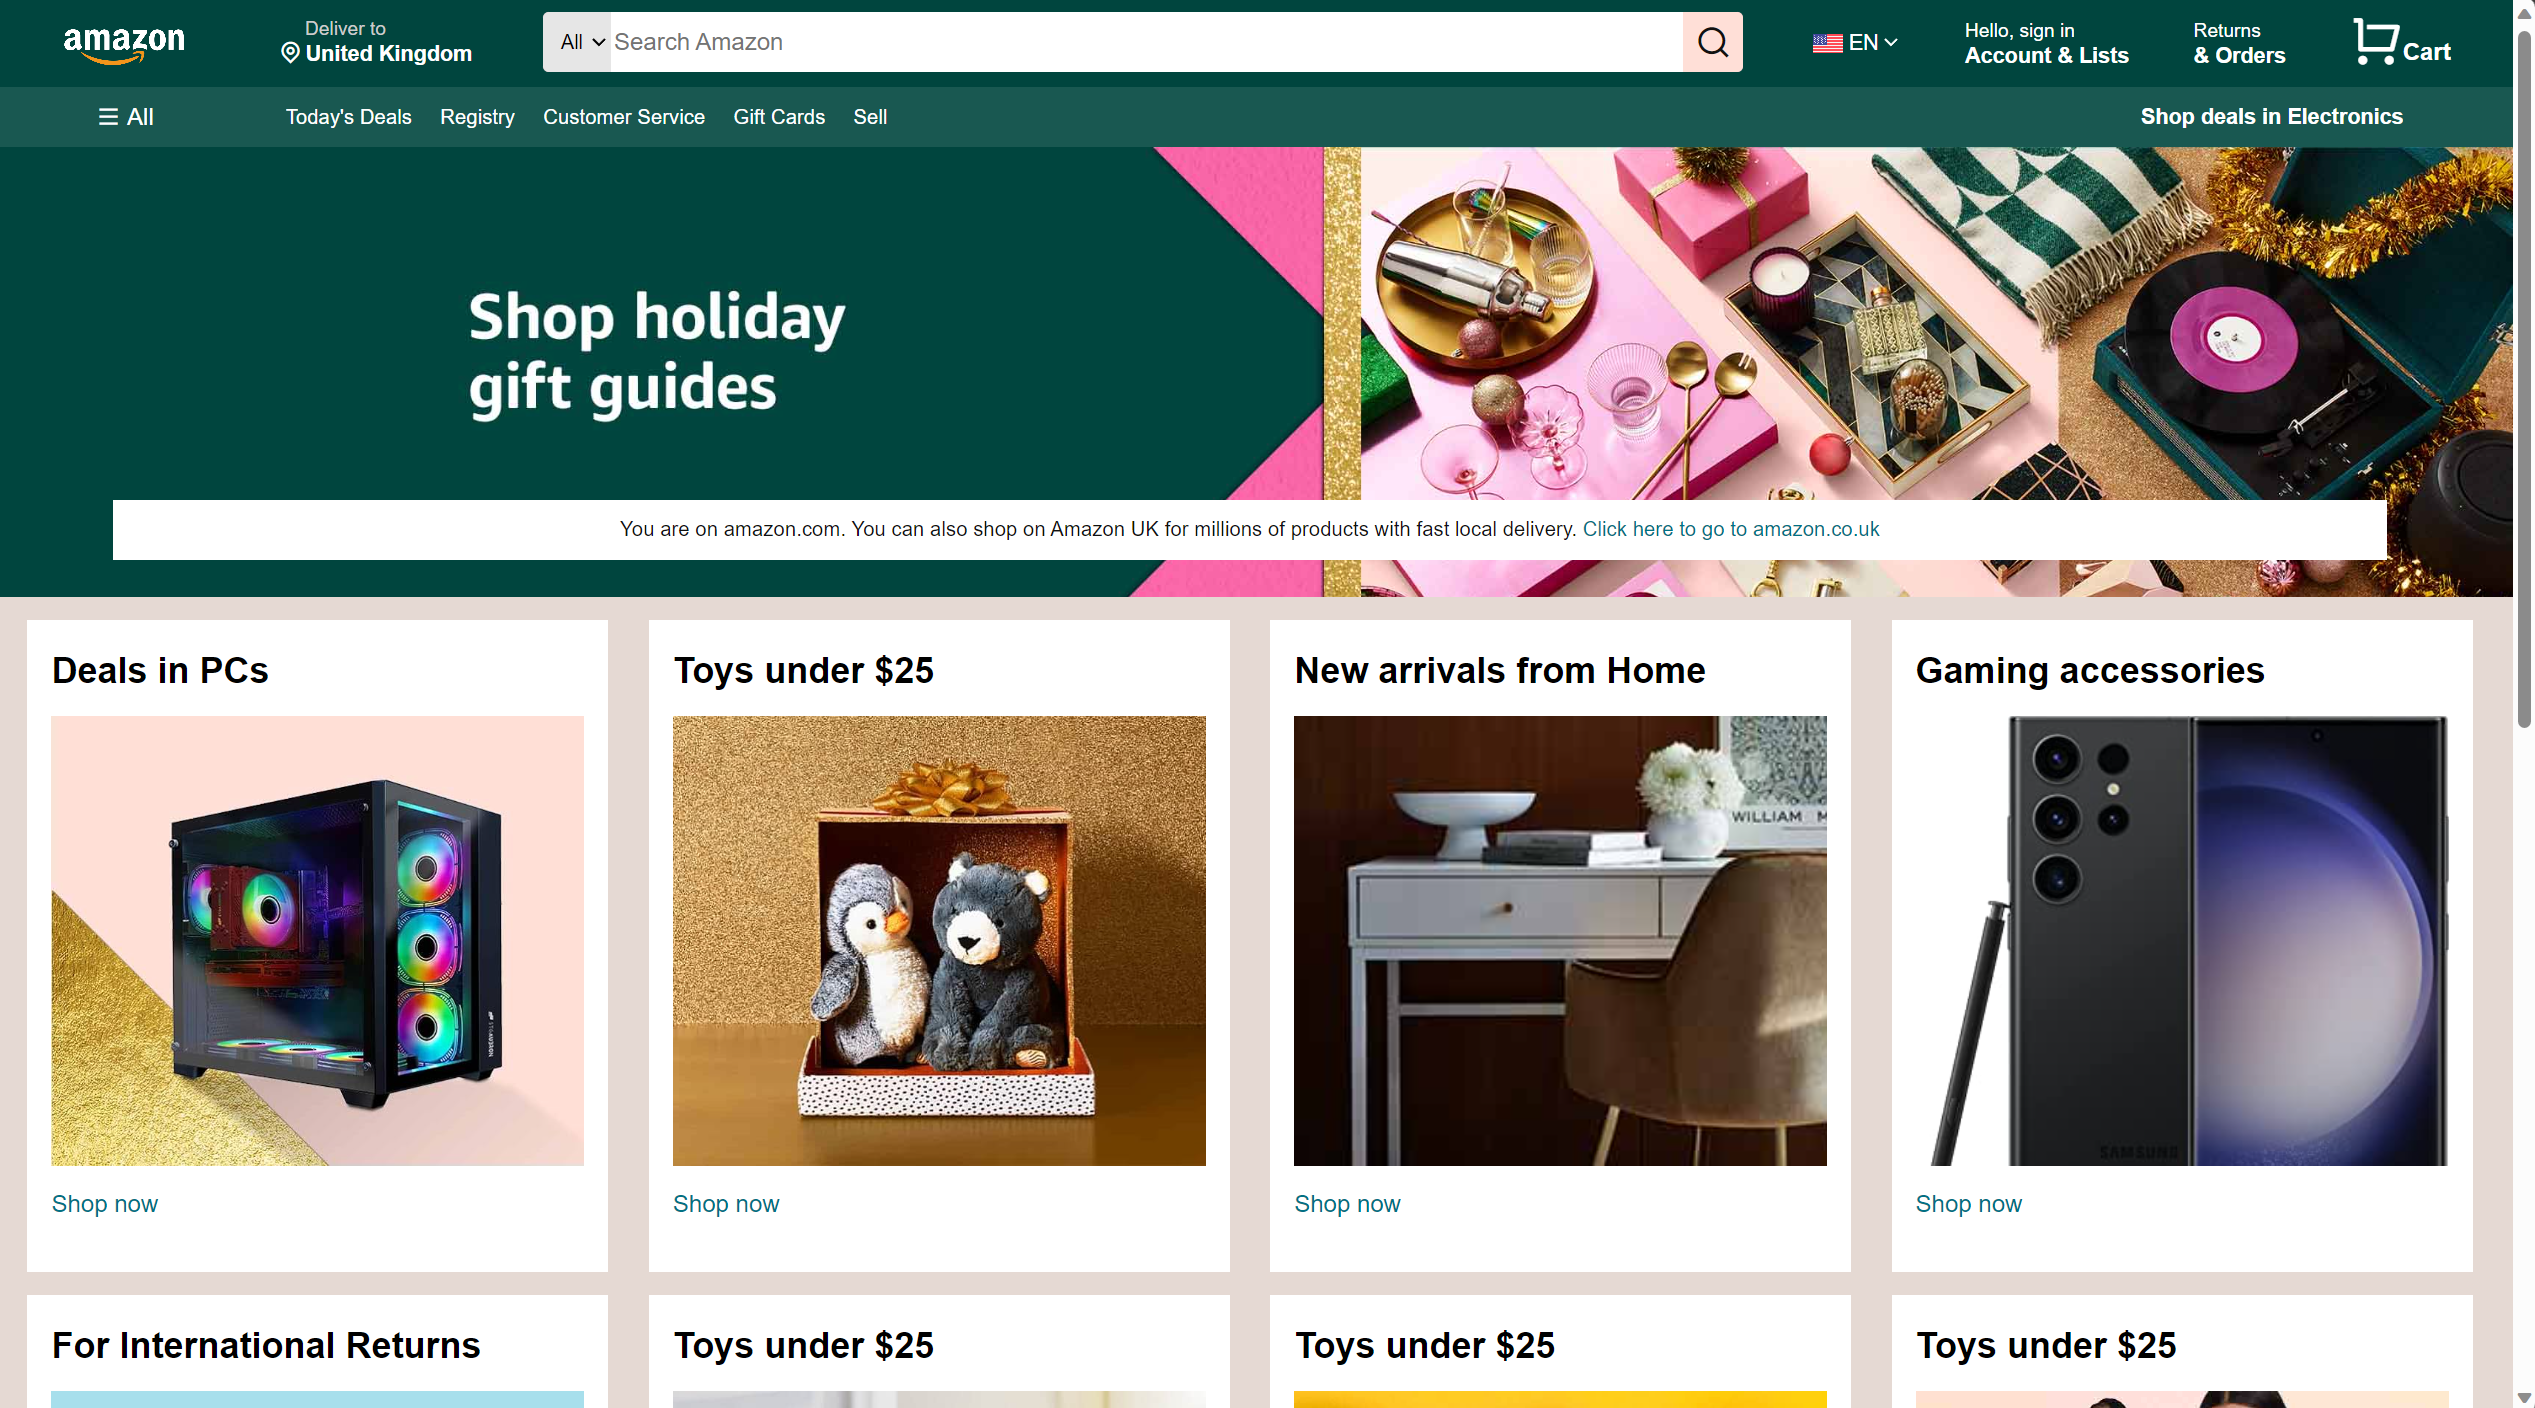 amazon
Deliver to
United Kingdom
All
Search Amazon
EN
Hello, sign in
Account & Lists
Returns
& Orders
Cart
All
Today's Deals
Registry
Customer Service
Gift Cards
Sell
Shop deals in Electronics
Shop holiday
gift guides
You are on amazon.com. You can also shop on Amazon UK for millions of products with fast local delivery. Click here to go to amazon.co.uk
Deals in PCs
Toys under $25
New arrivals from Home
Gaming accessories
WILLIAM M
SAMSUNG
Shop now
Shop now
Shop now
Shop now
For International Returns
Toys under $25
Toys under $25
Toys under $25